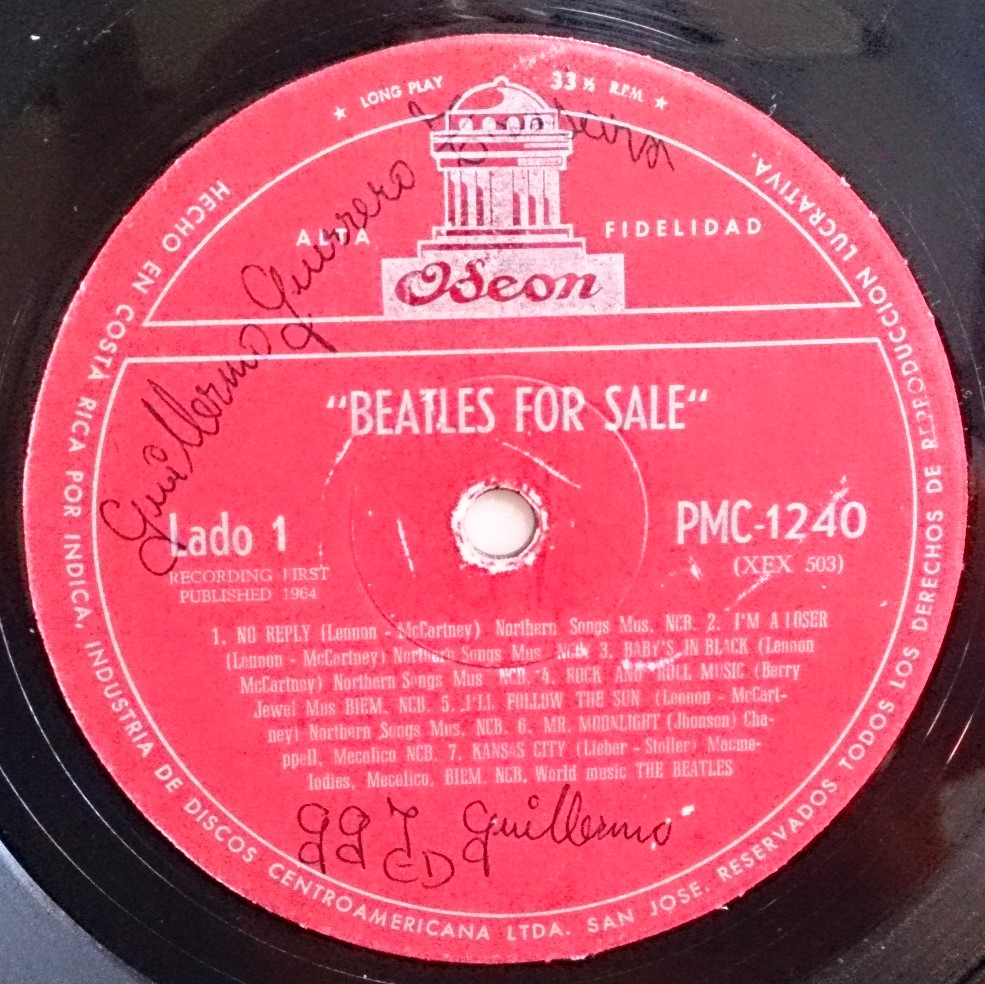 ★ LONG PLAY 33 ⅓ R.P.M. ★
ALTA FIDELIDAD
Odeon
HECHO EN COSTA RICA POR INDICA, INDUSTRIA DE DISCOS CENTROAMERICANA LTDA. SAN JOSE. RESERVADOS TODOS LOS DERECHOS DE REPRODUCCION LUCRATIVA.
Guillermo Guerrero
"BEATLES FOR SALE"
Lado 1
RECORDING FIRST
PUBLISHED 1964
PMC-1240
(XEX 503)
1. NO REPLY (Lennon - McCartney) Northern Songs Mus. NCB. 2. I'M A LOSER
(Lennon - McCartney) Northern Songs Mus NCB 3. BABY'S IN BLACK (Lennon
McCartney) Northern Songs Mus NCB. 4. ROCK AND ROLL MUSIC (Berry
Jewel Mus BIEM. NCB. 5. I'LL FOLLOW THE SUN (Lennon - McCart-
ney) Northern Songs Mus. NCB. 6. MR. MOONLIGHT (Jhonson) Cha-
ppell, Mecolico NCB. 7. KANSAS CITY (Lieber - Stoller) Macme-
lodies, Mecolico, BIEM. NCB. World music THE BEATLES
997 Guillermo
CD